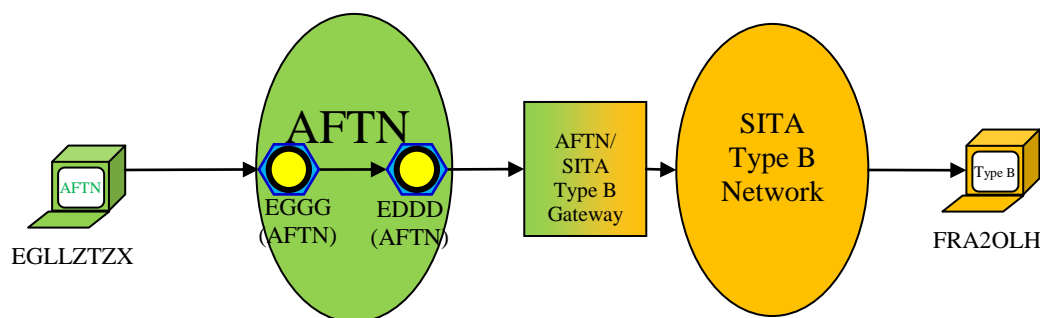 AFTN
EGLLZTZX
AFTN
EGGG
(AFTN)
EDDD
(AFTN)
AFTN/
SITA
Type B
Gateway
SITA
Type B
Network
Type B
FRA2OLH